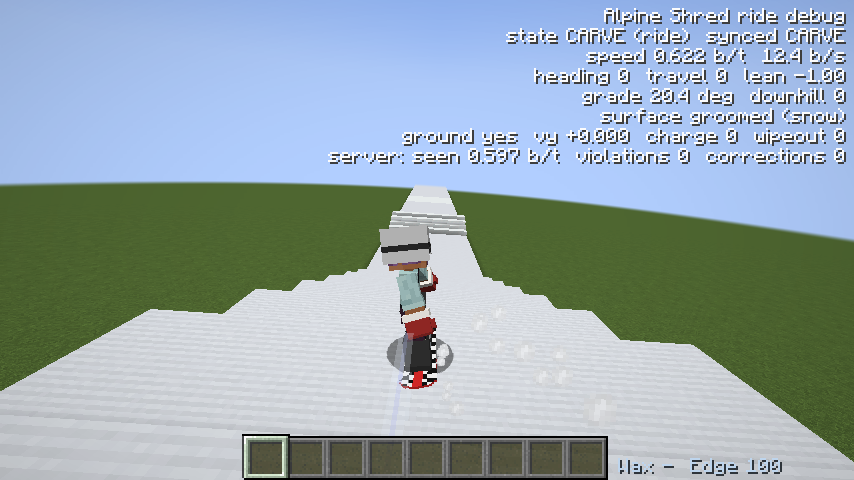 Alpine Shred ride debug
state CARVE (ride) synced CARVE
speed 0.622 b/t 12.4 b/s
heading 0 travel 0 lean -1.00
grade 20.4 deg downhill 0
surface groomed (snow)
ground yes vy +0.000 charge 0 wipeout 0
server: seen 0.597 b/t violations 0 corrections 0
Wax - Edge 100